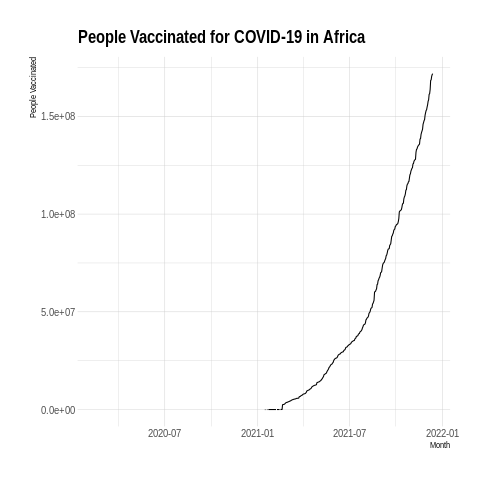 People Vaccinated for COVID-19 in Africa
People Vaccinated
1.5e+08
1.0e+08
5.0e+07
0.0e+00
2020-07 2021-01 2021-07 2022-01
Month